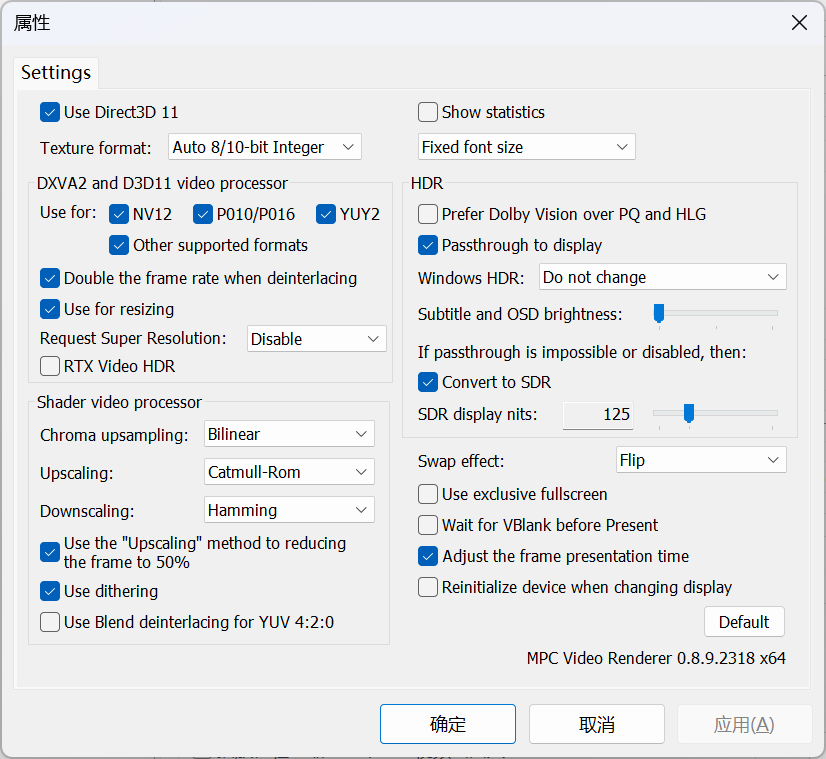 属性
Settings
Use Direct3D 11
Texture format: Auto 8/10-bit Integer
DXVA2 and D3D11 video processor
Use for: NV12 P010/P016 YUY2
Other supported formats
Double the frame rate when deinterlacing
Use for resizing
Request Super Resolution: Disable
RTX Video HDR
Shader video processor
Chroma upsampling: Bilinear
Upscaling: Catmull-Rom
Downscaling: Hamming
Use the "Upscaling" method to reducing
the frame to 50%
Use dithering
Use Blend deinterlacing for YUV 4:2:0
Show statistics
Fixed font size
HDR
Prefer Dolby Vision over PQ and HLG
Passthrough to display
Windows HDR: Do not change
Subtitle and OSD brightness:
If passthrough is impossible or disabled, then:
Convert to SDR
SDR display nits: 125
Swap effect: Flip
Use exclusive fullscreen
Wait for VBlank before Present
Adjust the frame presentation time
Reinitialize device when changing display
Default
MPC Video Renderer 0.8.9.2318 x64
确定 取消 应用(A)